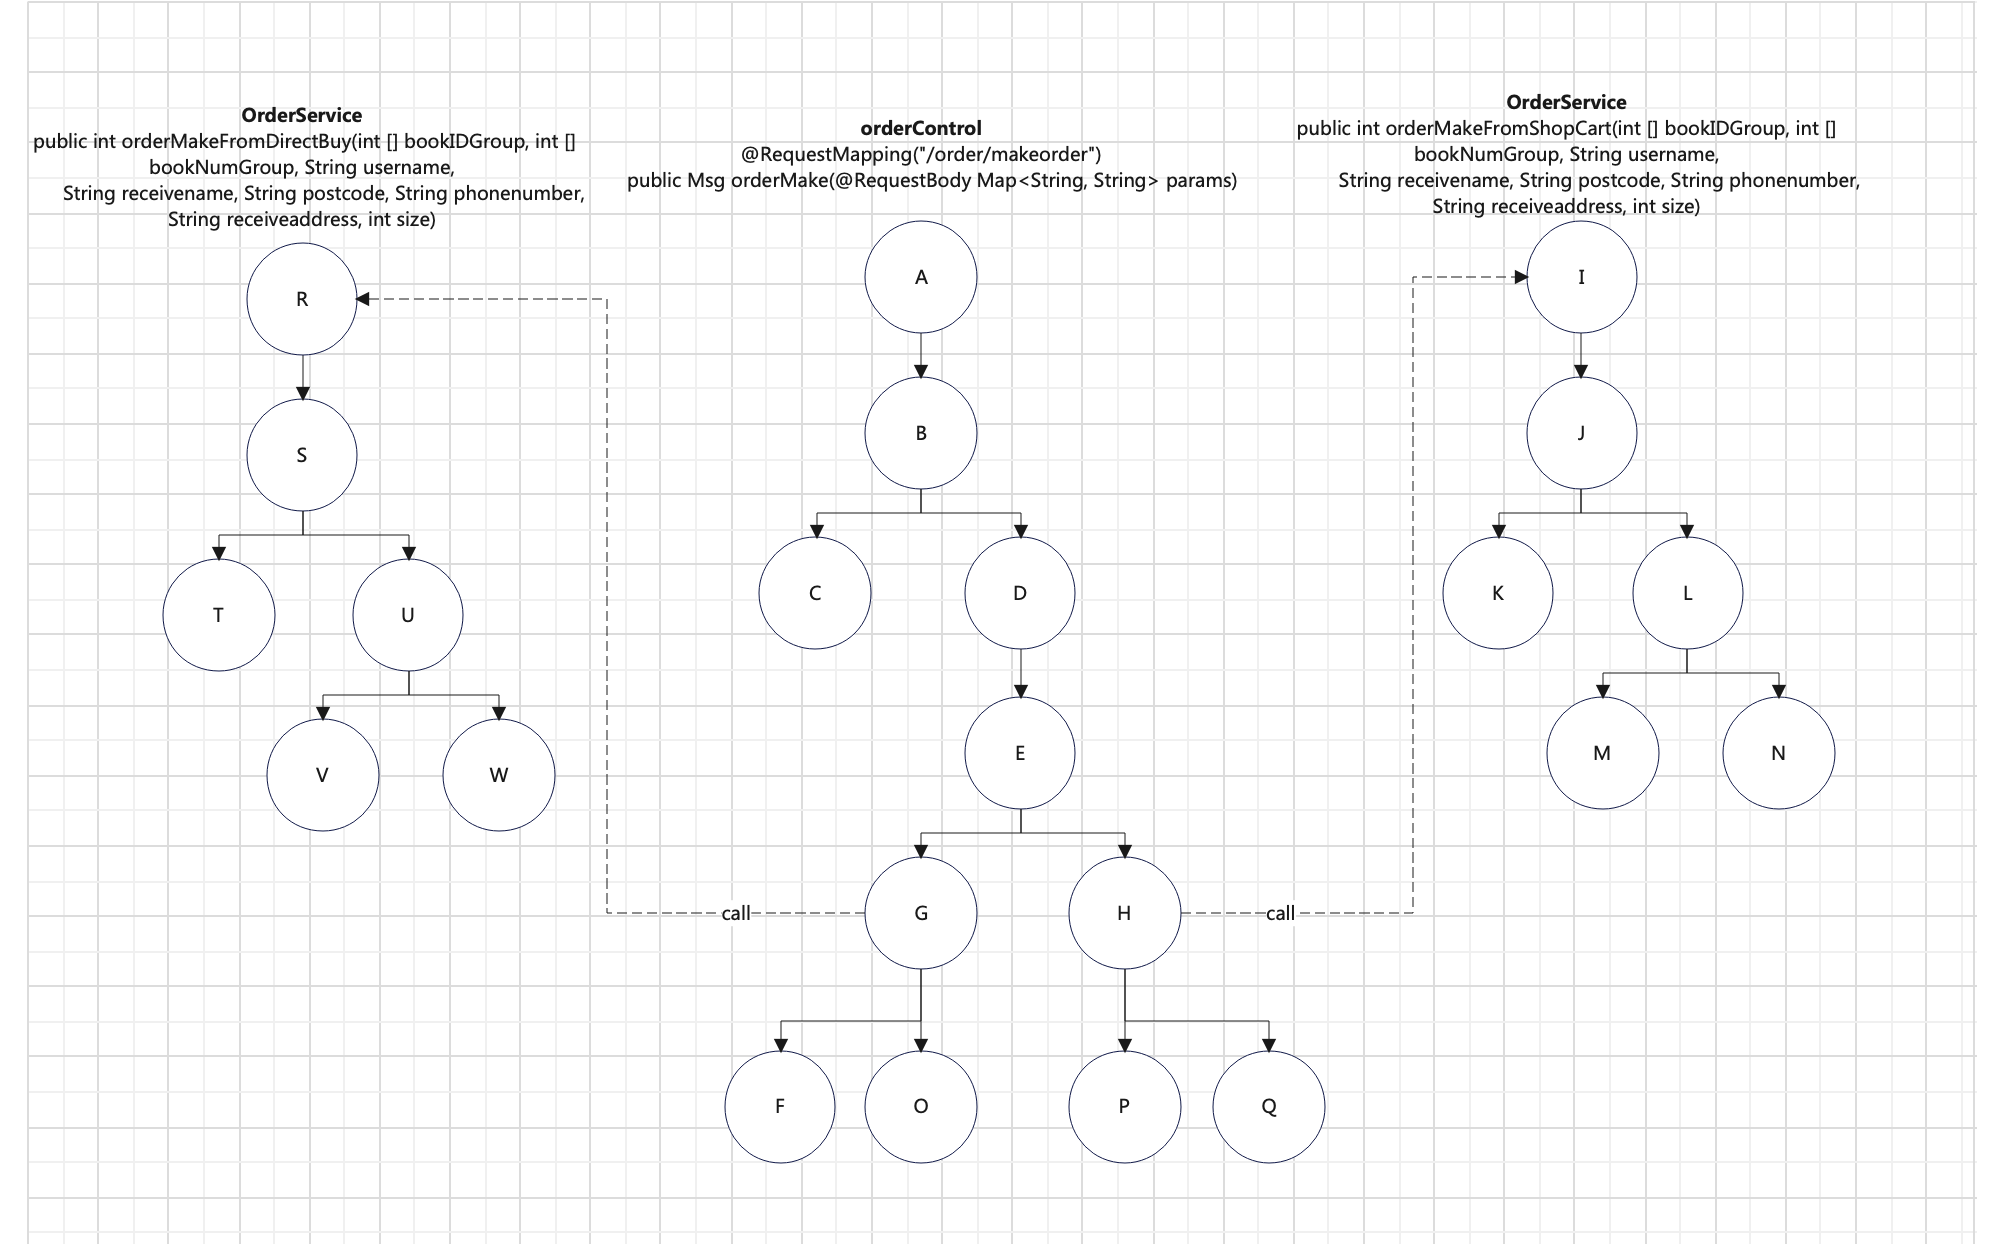 OrderService
public int orderMakeFromDirectBuy(int [] bookIDGroup, int []
bookNumGroup, String username,
String receivename, String postcode, String phonenumber,
String receiveaddress, int size)
orderControl
@RequestMapping("/order/makeorder")
public Msg orderMake(@RequestBody Map<String, String> params)
OrderService
public int orderMakeFromShopCart(int [] bookIDGroup, int []
bookNumGroup, String username,
String receivename, String postcode, String phonenumber,
String receiveaddress, int size)
R
S
T
U
V
W
A
B
C
D
E
G
H
call
call
F
O
P
Q
I
J
K
L
M
N